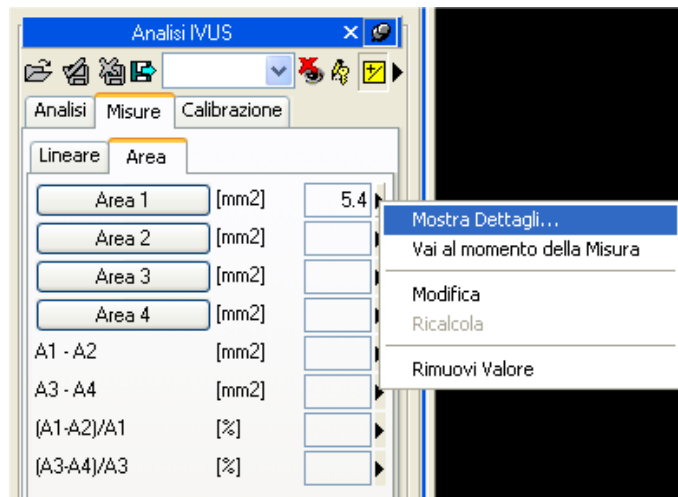 Analisi IVUS
Analisi Misure Calibrazione
Lineare Area
Area 1 [mm2] 5.4
Area 2 [mm2]
Area 3 [mm2]
Area 4 [mm2]
A1 - A2 [mm2]
A3 - A4 [mm2]
(A1-A2)/A1 [%]
(A3-A4)/A3 [%]
Mostra Dettagli...
Vai al momento della Misura
Modifica
Ricalcola
Rimuovi Valore